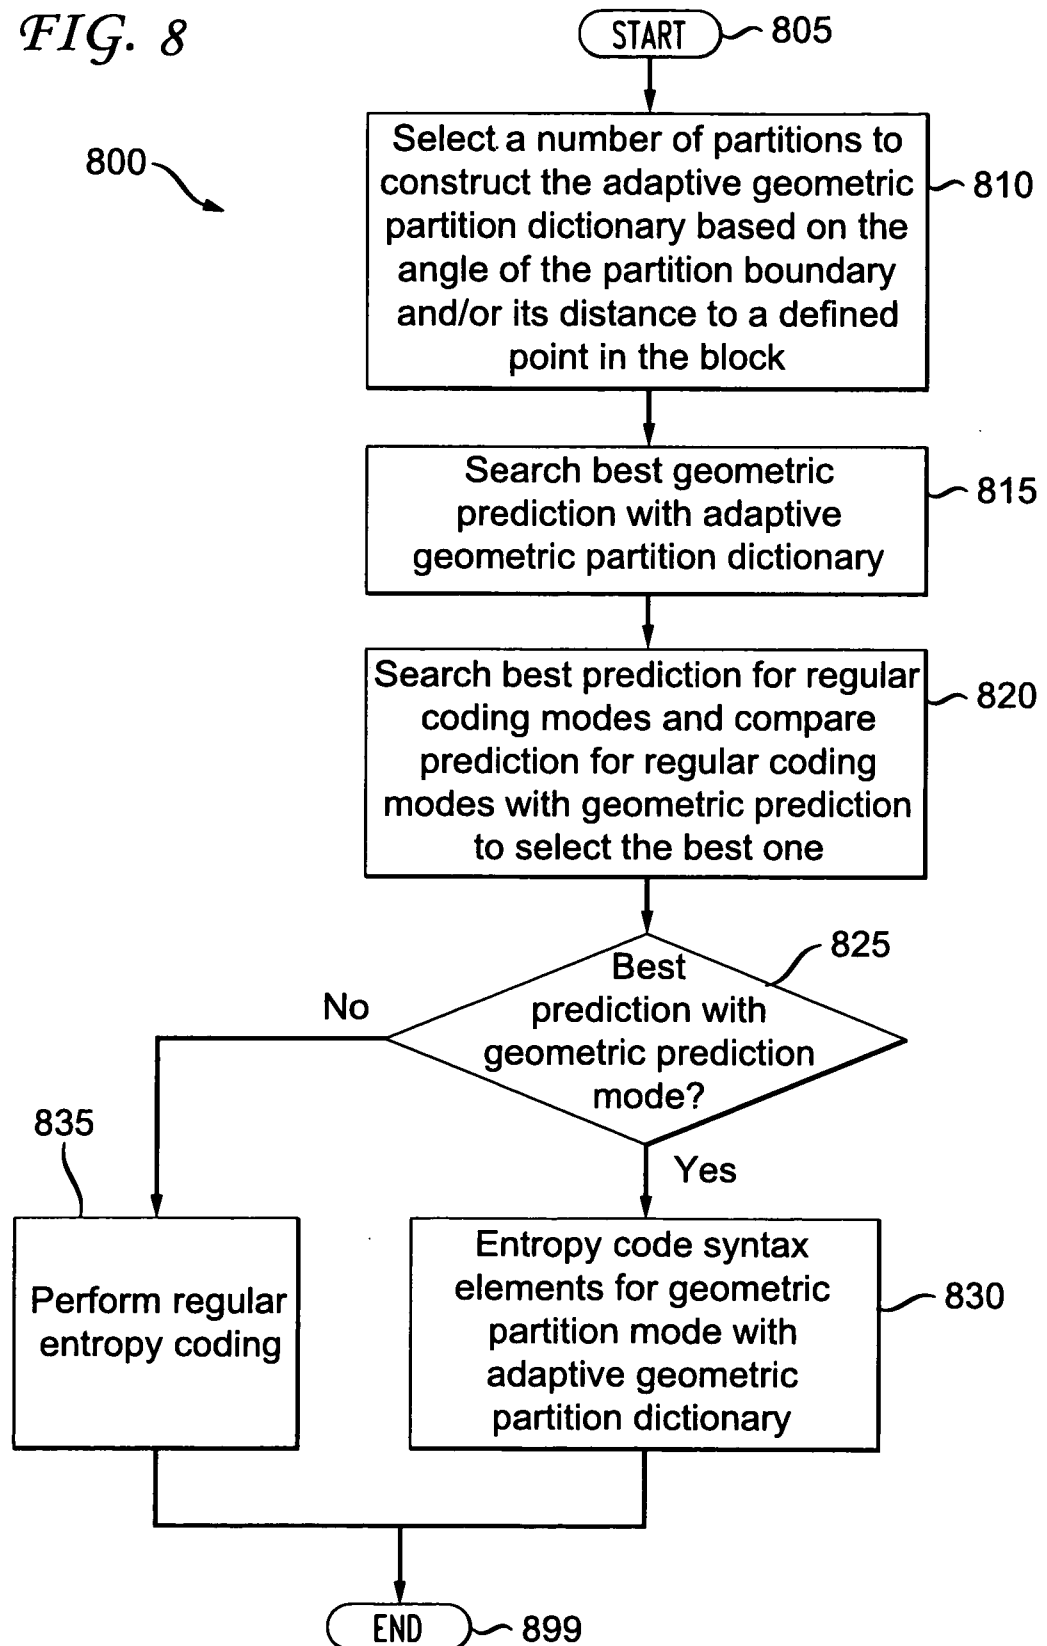 FIG. 8
START
805
800
Select a number of partitions to
construct the adaptive geometric
partition dictionary based on the
angle of the partition boundary
and/or its distance to a defined
point in the block
810
Search best geometric
prediction with adaptive
geometric partition dictionary
815
Search best prediction for regular
coding modes and compare
prediction for regular coding
modes with geometric prediction
to select the best one
820
Best
prediction with
geometric prediction
mode?
825
No
Yes
835
Perform regular
entropy coding
Entropy code syntax
elements for geometric
partition mode with
adaptive geometric
partition dictionary
830
END
899